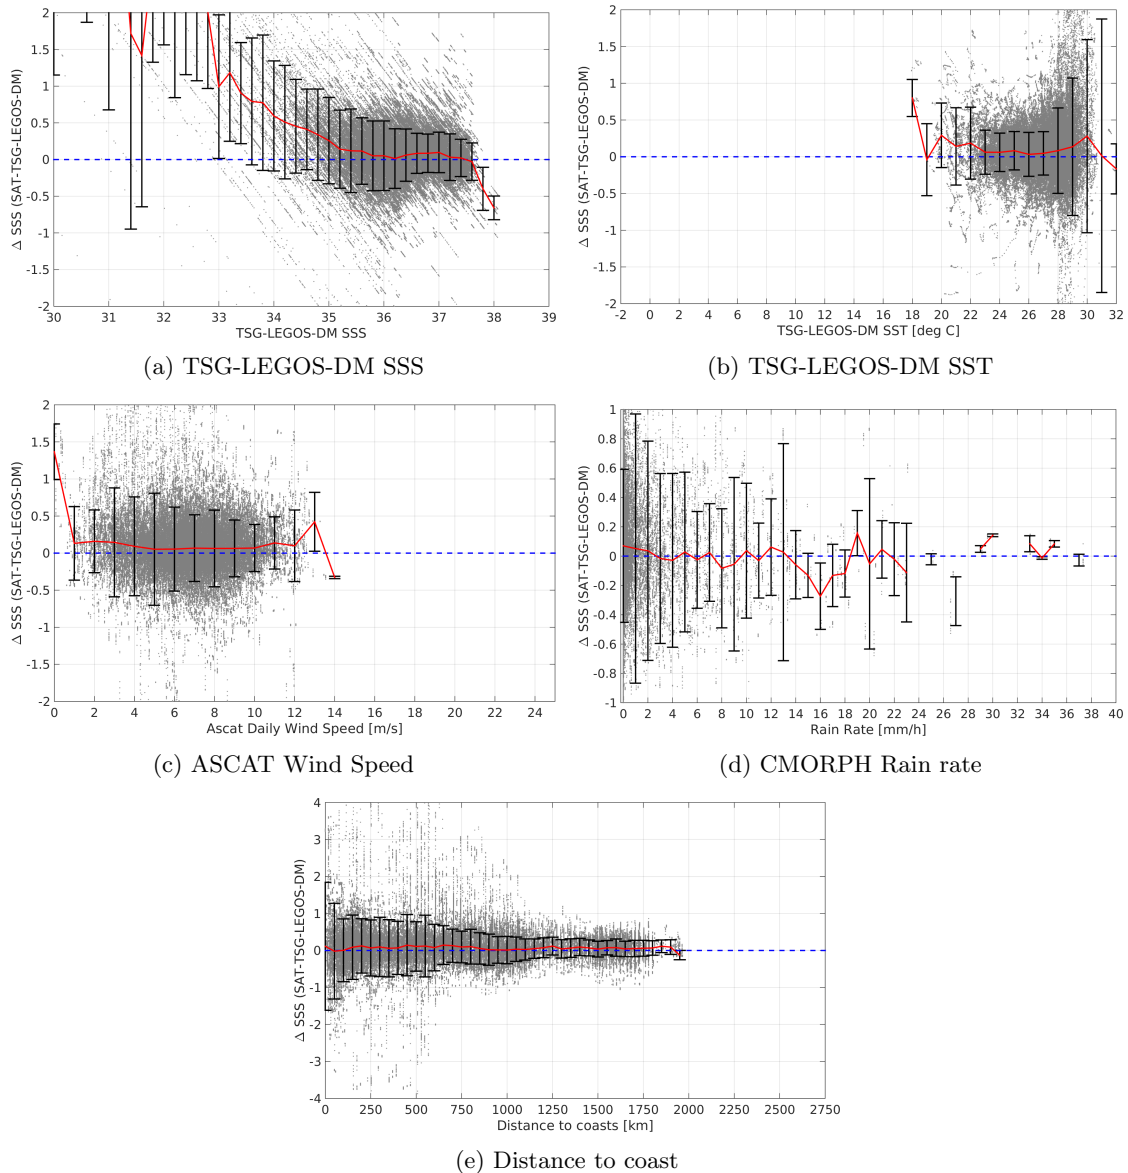 2
1.5
1
0.5
0
-0.5
-1
-1.5
-2
Δ SSS (SAT-TSG-LEGOS-DM)
30 31 32 33 34 35 36 37 38 39
TSG-LEGOS-DM SSS
(a) TSG-LEGOS-DM SSS
2
1.5
1
0.5
0
-0.5
-1
-1.5
-2
Δ SSS (SAT-TSG-LEGOS-DM)
-2 0 2 4 6 8 10 12 14 16 18 20 22 24 26 28 30 32
TSG-LEGOS-DM SST [deg C]
(b) TSG-LEGOS-DM SST
2
1.5
1
0.5
0
-0.5
-1
-1.5
-2
Δ SSS (SAT-TSG-LEGOS-DM)
0 2 4 6 8 10 12 14 16 18 20 22 24
Ascat Daily Wind Speed [m/s]
(c) ASCAT Wind Speed
1
0.8
0.6
0.4
0.2
0
-0.2
-0.4
-0.6
-0.8
-1
Δ SSS (SAT-TSG-LEGOS-DM)
0 2 4 6 8 10 12 14 16 18 20 22 24 26 28 30 32 34 36 38 40
Rain Rate [mm/h]
(d) CMORPH Rain rate
4
3
2
1
0
-1
-2
-3
-4
Δ SSS (SAT-TSG-LEGOS-DM)
0 250 500 750 1000 1250 1500 1750 2000 2250 2500 2750
Distance to coasts [km]
(e) Distance to coast